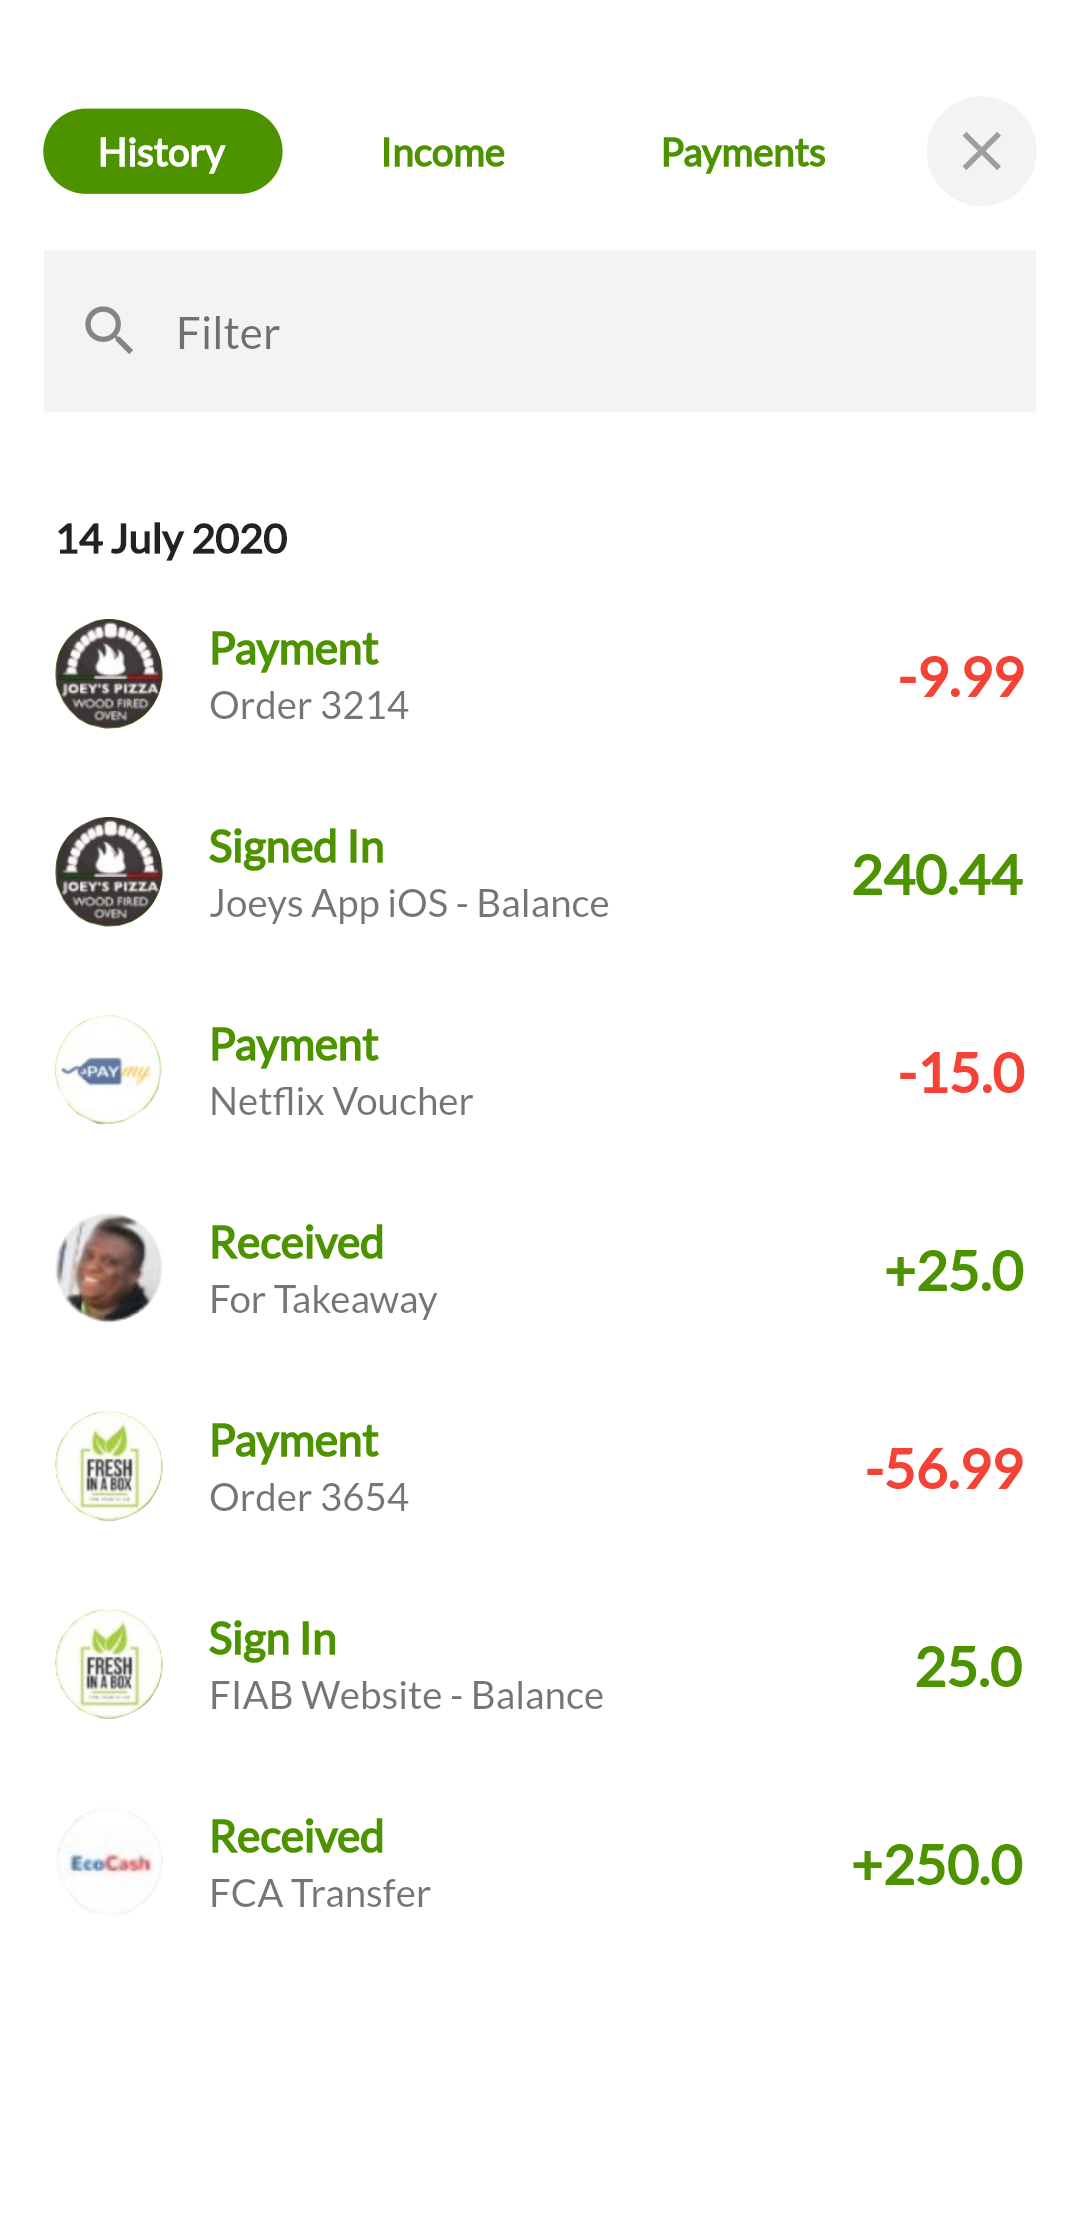 History
Income
Payments
Filter
14 July 2020
JOEY'S PIZZA
WOOD FIRED
OVEN
Payment
Order 3214
-9.99
JOEY'S PIZZA
WOOD FIRED
OVEN
Signed In
Joeys App iOS - Balance
240.44
PAYmy
Payment
Netflix Voucher
-15.0
Received
For Takeaway
+25.0
FRESH
IN A BOX
Payment
Order 3654
-56.99
FRESH
IN A BOX
Sign In
FIAB Website - Balance
25.0
EcoCash
Received
FCA Transfer
+250.0